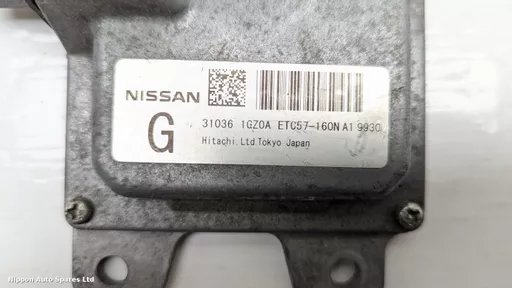 NISSAN
G
31036 1GZ0A ETC57-160N A1 9930
Hitachi.Ltd Tokyo Japan
Nippon Auto Spares Ltd